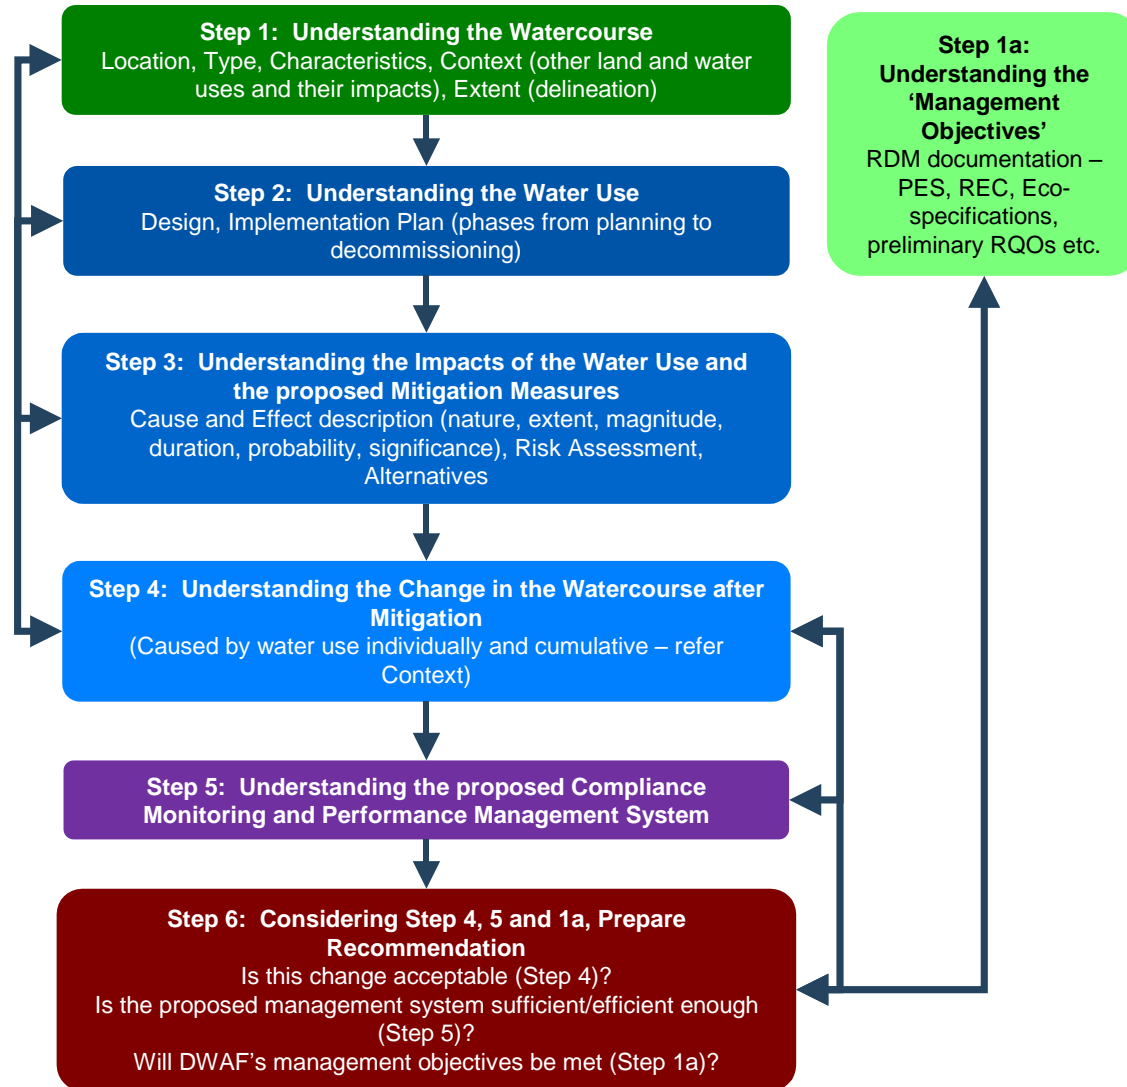 Step 1:  Understanding the Watercourse
Location, Type, Characteristics, Context (other land and water
uses and their impacts), Extent (delineation)
Step 1a:
Understanding the
‘Management
Objectives’
RDM documentation –
PES, REC, Eco-
specifications,
preliminary RQOs etc.
Step 2:  Understanding the Water Use
Design, Implementation Plan (phases from planning to
decommissioning)
Step 3:  Understanding the Impacts of the Water Use and
the proposed Mitigation Measures
Cause and Effect description (nature, extent, magnitude,
duration, probability, significance), Risk Assessment,
Alternatives
Step 4:  Understanding the Change in the Watercourse after
Mitigation
(Caused by water use individually and cumulative – refer
Context)
Step 5:  Understanding the proposed Compliance
Monitoring and Performance Management System
Step 6:  Considering Step 4, 5 and 1a, Prepare
Recommendation
Is this change acceptable (Step 4)?
Is the proposed management system sufficient/efficient enough
(Step 5)?
Will DWAF’s management objectives be met (Step 1a)?